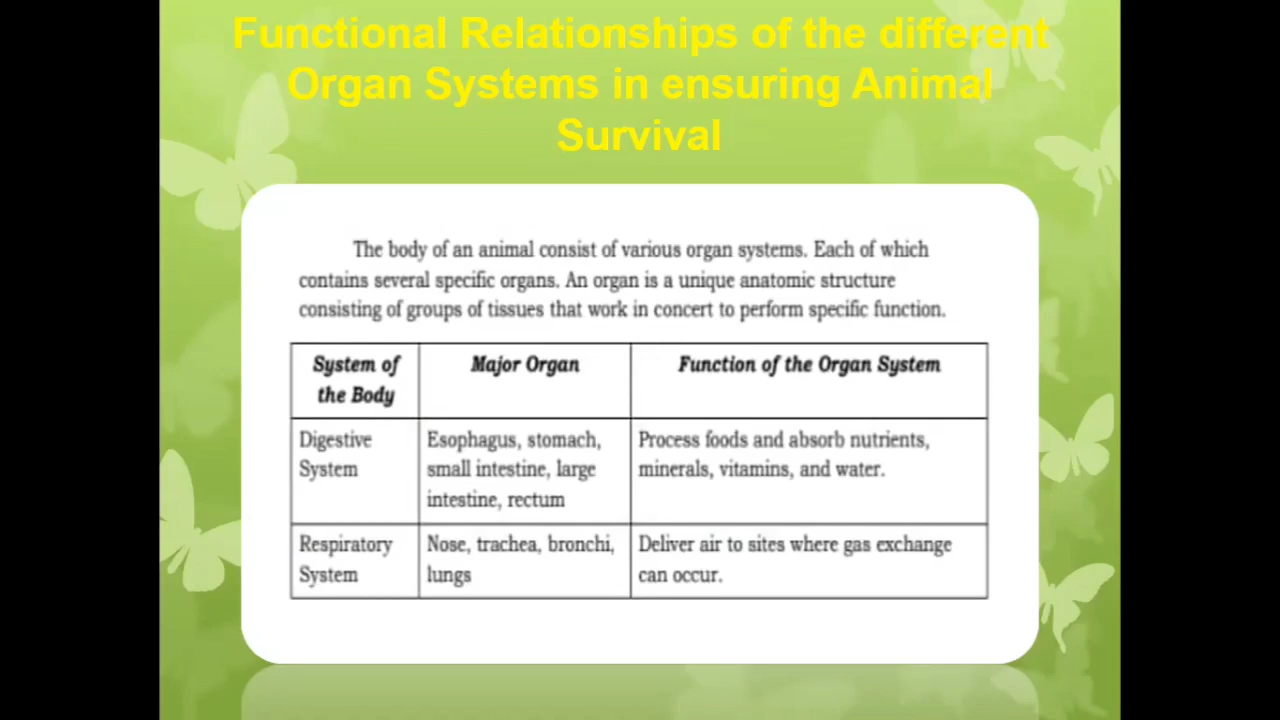 Functional Relationships of the different
Organ Systems in ensuring Animal
Survival
The body of an animal consist of various organ systems. Each of which
contains several specific organs. An organ is a unique anatomic structure
consisting of groups of tissues that work in concert to perform specific function.
System of
the Body
Major Organ
Function of the Organ System
Digestive
System
Esophagus, stomach,
small intestine, large
intestine, rectum
Process foods and absorb nutrients,
minerals, vitamins, and water.
Respiratory
System
Nose, trachea, bronchi,
lungs
Deliver air to sites where gas exchange
can occur.